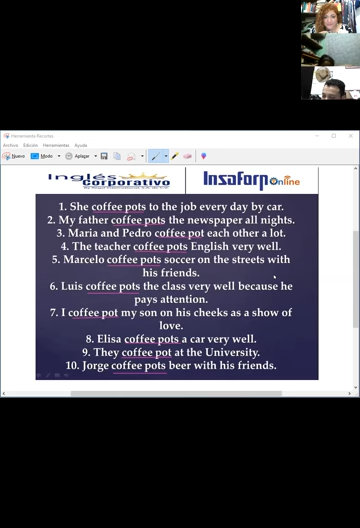 Herramienta Recortes
Archivo Edición Herramientas Ayuda
Nuevo Modo Aplazar
Inglés
corporativo
Insaforp Online
1. She coffee pots to the job every day by car.
2. My father coffee pots the newspaper all nights.
3. Maria and Pedro coffee pot each other a lot.
4. The teacher coffee pots English very well.
5. Marcelo coffee pots soccer on the streets with
his friends.
6. Luis coffee pots the class very well because he
pays attention.
7. I coffee pot my son on his cheeks as a show of
love.
8. Elisa coffee pots a car very well.
9. They coffee pot at the University.
10. Jorge coffee pots beer with his friends.